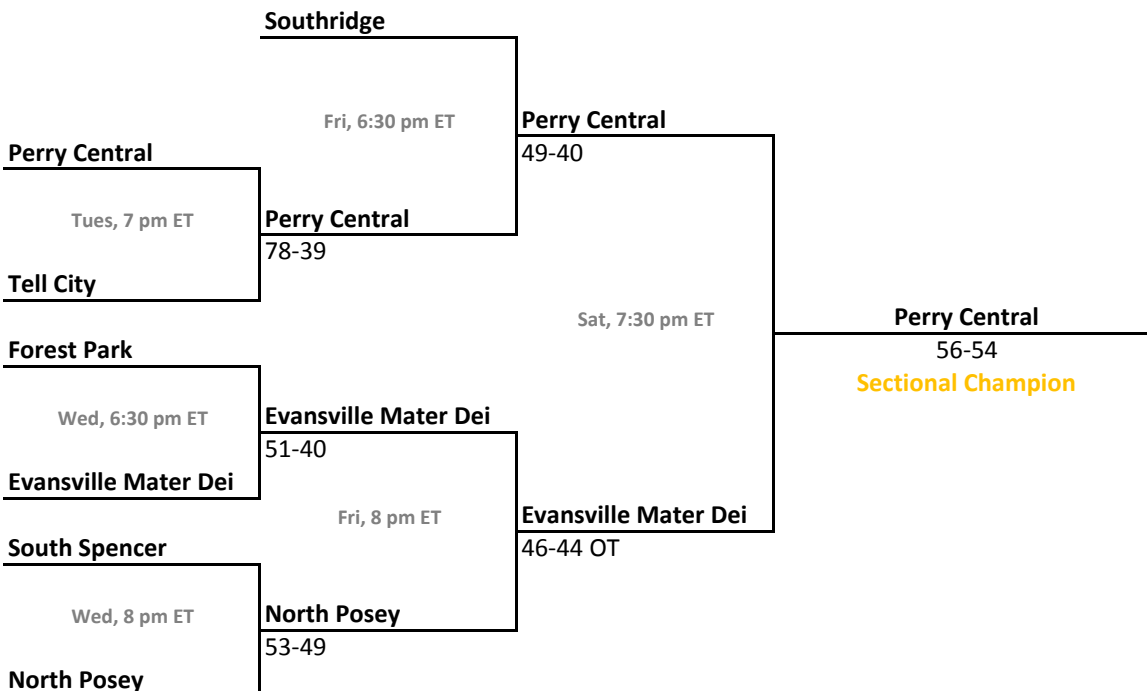 Southridge
Fri, 6:30 pm ET
Perry Central
49-40
Perry Central
Tues, 7 pm ET
Perry Central
78-39
Tell City
Sat, 7:30 pm ET
Perry Central
56-54
Sectional Champion
Forest Park
Wed, 6:30 pm ET
Evansville Mater Dei
51-40
Evansville Mater Dei
Fri, 8 pm ET
Evansville Mater Dei
46-44 OT
South Spencer
Wed, 8 pm ET
North Posey
53-49
North Posey